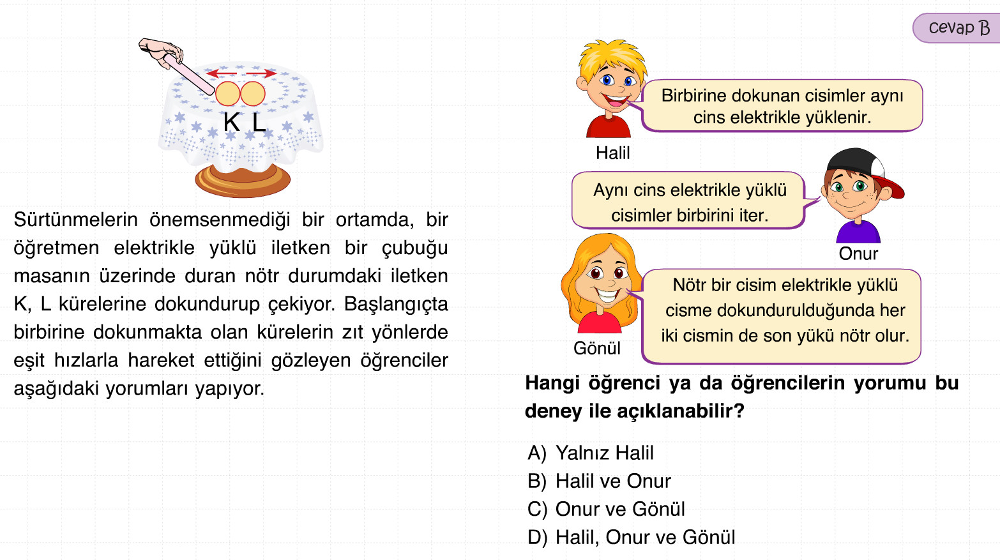 cevap B
K L
Sürtünmelerin önemsenmediği bir ortamda, bir
öğretmen elektrikle yüklü iletken bir çubuğu
masanın üzerinde duran nötr durumdaki iletken
K, L kürelerine dokundurup çekiyor. Başlangıçta
birbirine dokunmakta olan kürelerin zıt yönlerde
eşit hızlarla hareket ettiğini gözleyen öğrenciler
aşağıdaki yorumları yapıyor.
Birbirine dokunan cisimler aynı
cins elektrikle yüklenir.
Halil
Aynı cins elektrikle yüklü
cisimler birbirini iter.
Onur
Nötr bir cisim elektrikle yüklü
cisme dokundurulduğunda her
iki cismin de son yükü nötr olur.
Gönül
Hangi öğrenci ya da öğrencilerin yorumu bu
deney ile açıklanabilir?
A) Yalnız Halil
B) Halil ve Onur
C) Onur ve Gönül
D) Halil, Onur ve Gönül